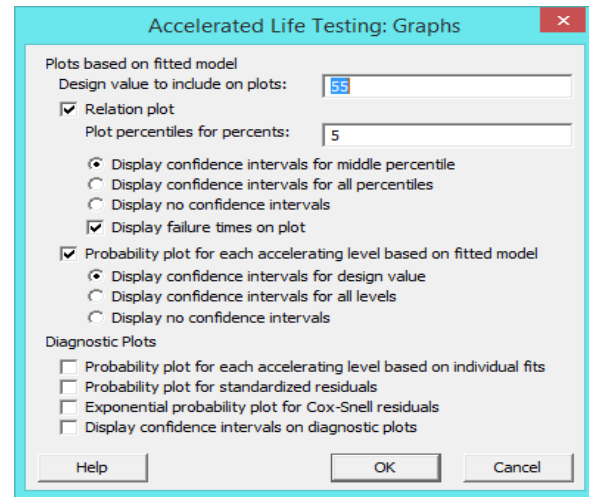 Accelerated Life Testing: Graphs
Plots based on fitted model
Design value to include on plots: 55
Relation plot
Plot percentiles for percents: 5
Display confidence intervals for middle percentile
Display confidence intervals for all percentiles
Display no confidence intervals
Display failure times on plot
Probability plot for each accelerating level based on fitted model
Display confidence intervals for design value
Display confidence intervals for all levels
Display no confidence intervals
Diagnostic Plots
Probability plot for each accelerating level based on individual fits
Probability plot for standardized residuals
Exponential probability plot for Cox-Snell residuals
Display confidence intervals on diagnostic plots
Help OK Cancel